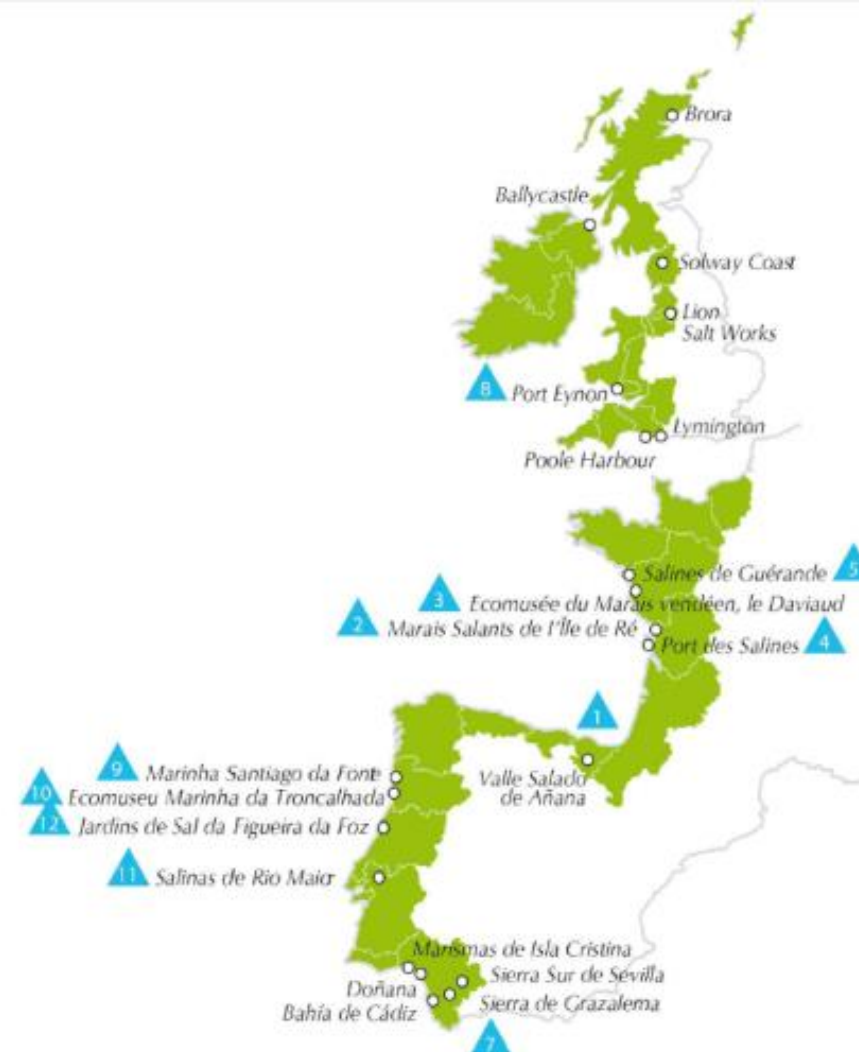 Brora
Ballycastle
Solway Coast
Lion
Salt Works
8 Port Eynon
Lymington
Poole Harbour
Salines de Guérande 5
3 Ecomusée du Marais vendéen, le Daviaud
2 Marais Salants de l'Île de Ré
Port des Salines 4
1
9 Marinha Santiago da Fonte
Valle Salado
de Añana
10 Ecomuseu Marinha da Troncalhada
12 Jardins de Sal da Figueira da Foz
11 Salinas de Rio Maior
Marismas de Isla Cristina
Sierra Sur de Sevilla
Doñana
Sierra de Grazalema
Bahía de Cádiz
7